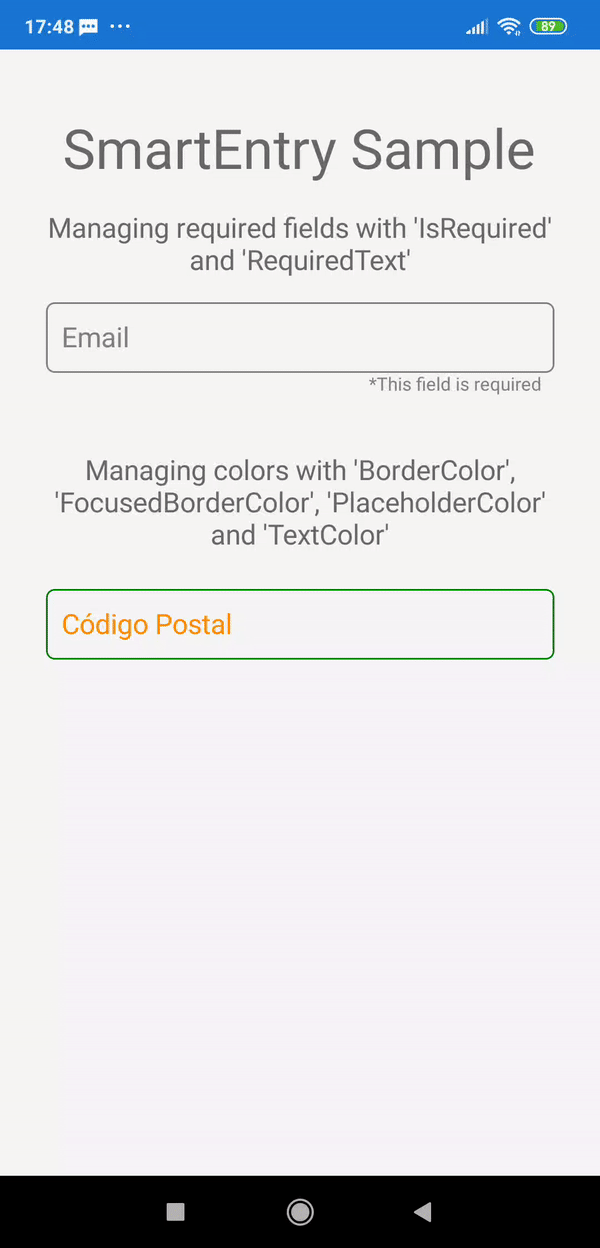 17:48 ··· 89
SmartEntry Sample
Managing required fields with 'IsRequired'
and 'RequiredText'
Email
*This field is required
Managing colors with 'BorderColor',
'FocusedBorderColor', 'PlaceholderColor'
and 'TextColor'
Código Postal